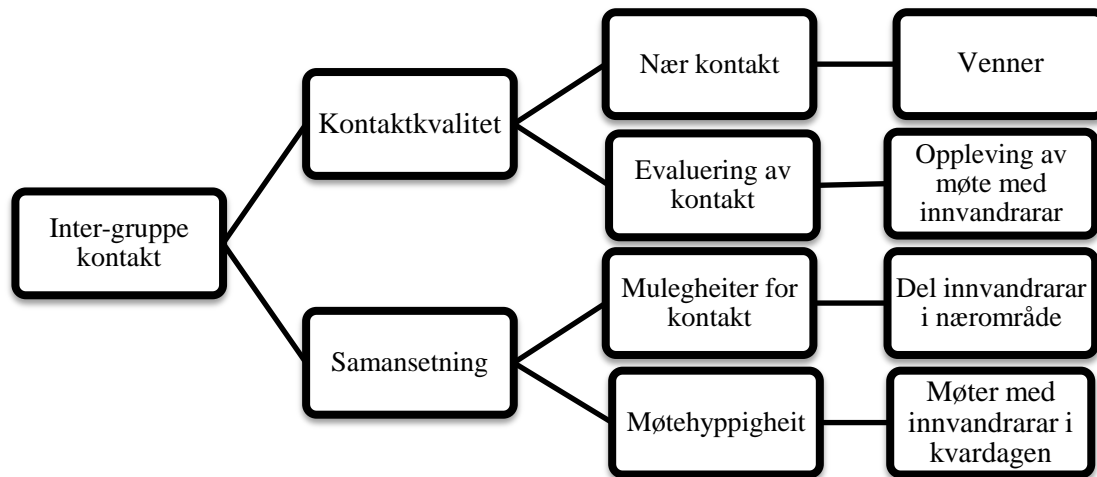 Inter-gruppe
kontakt
Kontaktkvalitet
Nær kontakt
Venner
Evaluering av
kontakt
Oppleving av
møte med
innvandrarar
Samansetning
Mulegheiter for
kontakt
Del innvandrarar
i nærområde
Møtehyppigheit
Møter med
innvandrarar i
kvardagen